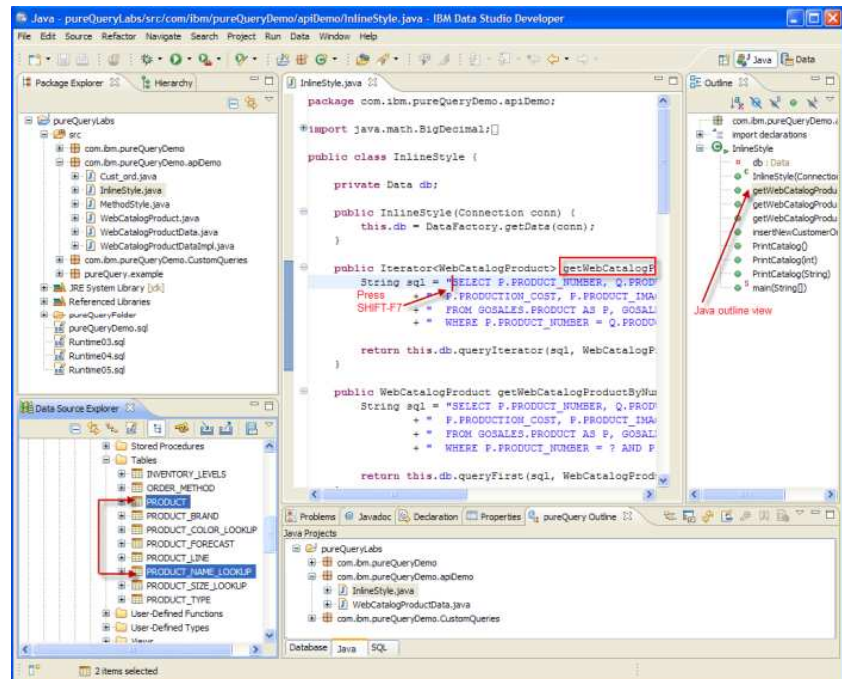 Java - pureQueryLabs/src/com/ibm/pureQueryDemo/apiDemo/InlineStyle.java - IBM Data Studio Developer
File Edit Source Refactor Navigate Search Project Run Data Window Help
Java Data
Package Explorer Hierarchy
pureQueryLabs
src
com.ibm.pureQueryDemo
com.ibm.pureQueryDemo.apiDemo
Cust_ord.java
InlineStyle.java
MethodStyle.java
WebCatalogProduct.java
WebCatalogProductData.java
WebCatalogProductDataImpl.java
com.ibm.pureQueryDemo.CustomQueries
pureQuery.example
JRE System Library [jdk]
Referenced Libraries
pureQueryFolder
pureQueryDemo.sql
Runtime03.sql
Runtime04.sql
Runtime05.sql
Data Source Explorer
Stored Procedures
Tables
INVENTORY_LEVELS
ORDER_METHOD
PRODUCT
PRODUCT_BRAND
PRODUCT_COLOR_LOOKUP
PRODUCT_FORECAST
PRODUCT_LINE
PRODUCT_NAME_LOOKUP
PRODUCT_SIZE_LOOKUP
PRODUCT_TYPE
User-Defined Functions
User-Defined Types
Views
InlineStyle.java
package com.ibm.pureQueryDemo.apiDemo;
import java.math.BigDecimal;
public class InlineStyle {
private Data db;
public InlineStyle(Connection conn) {
this.db = DataFactory.getData(conn);
}
public Iterator<WebCatalogProduct> getWebCatalogP
String sql = "SELECT P.PRODUCT_NUMBER, Q.PROD
+ " P.PRODUCTION_COST, P.PRODUCT_IMA
+ " FROM GOSALES.PRODUCT AS P, GOSAL
+ " WHERE P.PRODUCT_NUMBER = Q.PRODU
Press
SHIFT-F7
return this.db.queryIterator(sql, WebCatalogP
}
public WebCatalogProduct getWebCatalogProductByNu
String sql = "SELECT P.PRODUCT_NUMBER, Q.PROD
+ " P.PRODUCTION_COST, P.PRODUCT_IMA
+ " FROM GOSALES.PRODUCT AS P, GOSAL
+ " WHERE P.PRODUCT_NUMBER = ? AND P
return this.db.queryFirst(sql, WebCatalogProd
Outline
com.ibm.pureQueryDemo.a
import declarations
InlineStyle
db : Data
InlineStyle(Connection
getWebCatalogProdu
getWebCatalogProdu
getWebCatalogProdu
insertNewCustomerOr
PrintCatalog()
PrintCatalog(int)
PrintCatalog(String)
main(String[])
Java outline view
Problems Javadoc Declaration Properties pureQuery Outline
Java Projects
pureQueryLabs
com.ibm.pureQueryDemo
com.ibm.pureQueryDemo.apiDemo
InlineStyle.java
WebCatalogProductData.java
com.ibm.pureQueryDemo.CustomQueries
Database Java SQL
2 items selected